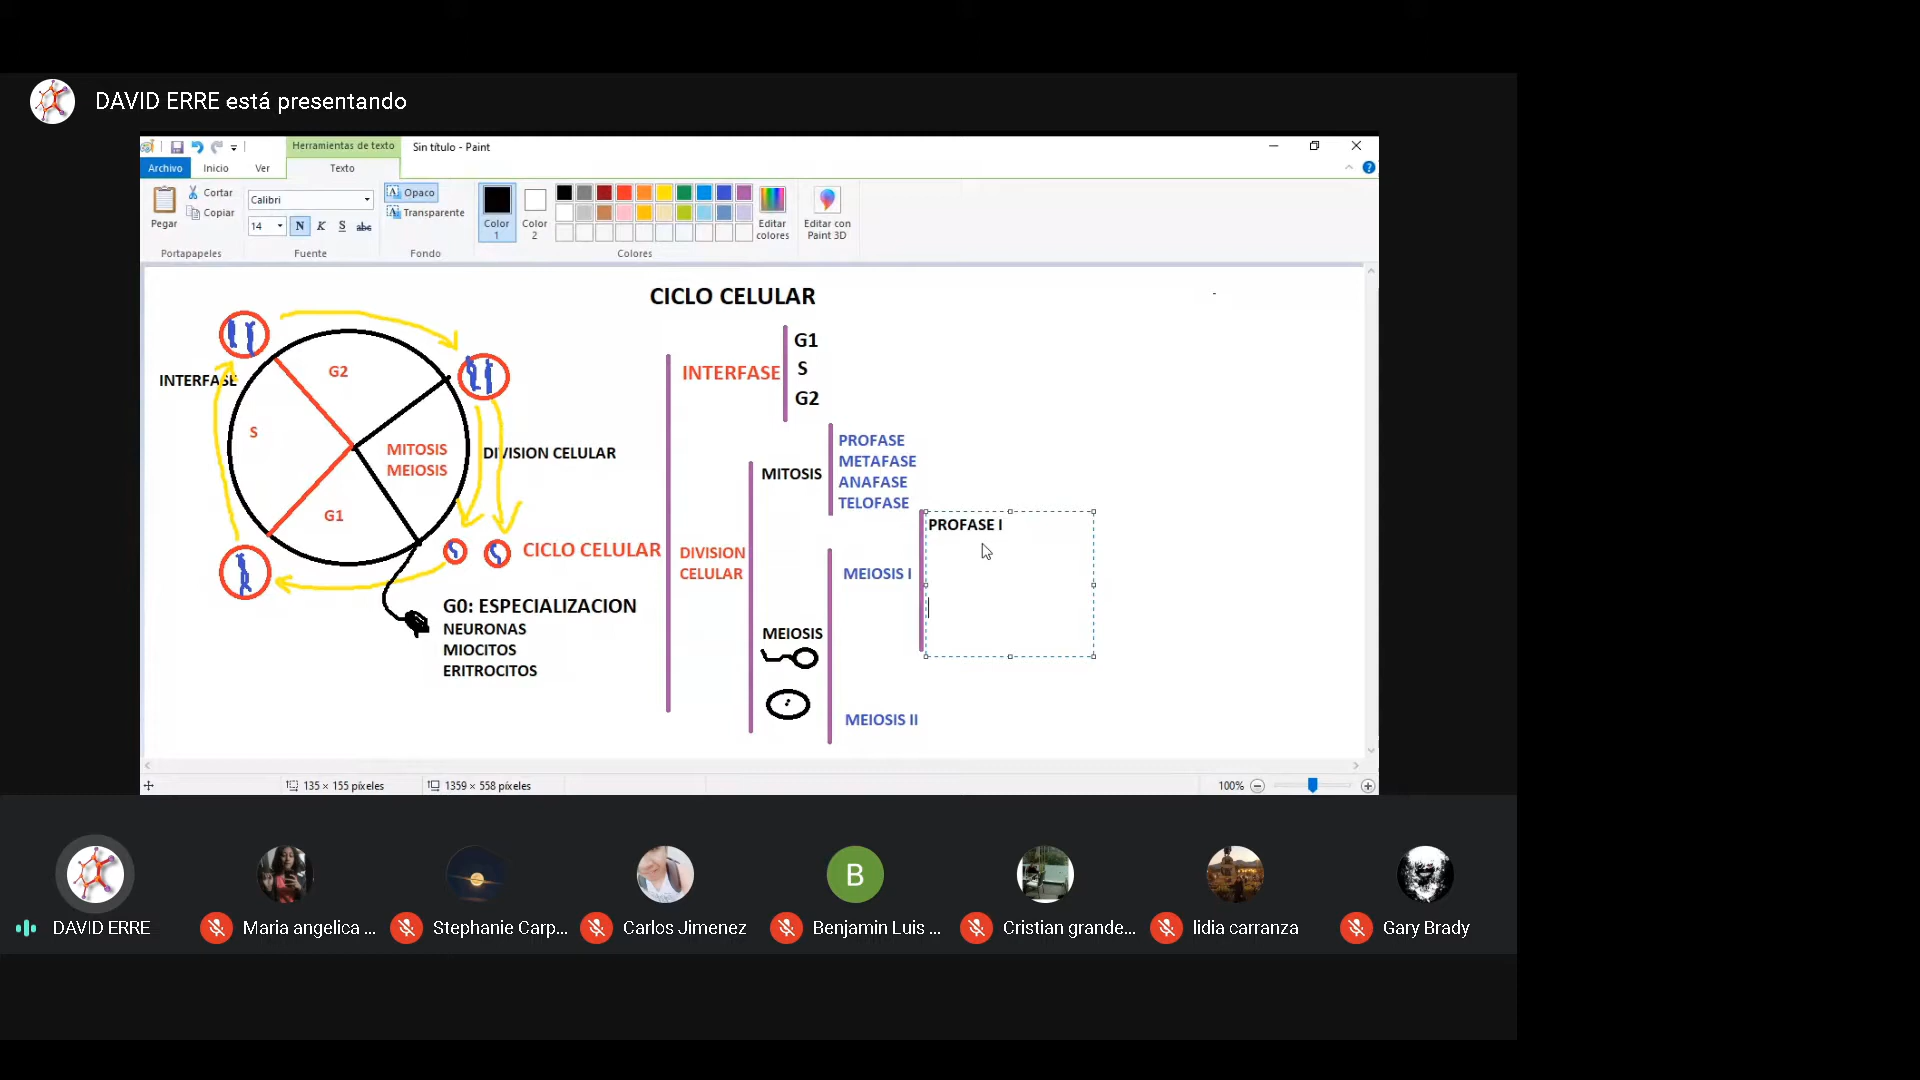 DAVID ERRE está presentando
Herramientas de texto
Sin título - Paint
Archivo
Inicio
Ver
Texto
Pegar
Cortar
Copiar
Portapapeles
Calibri
14
N
K
S
abc
Fuente
Opaco
Transparente
Fondo
Color
1
Color
2
Editar
colores
Colores
Editar con
Paint 3D
CICLO CELULAR
INTERFASE
G2
S
G1
MITOSIS
MEIOSIS
DIVISION CELULAR
G0: ESPECIALIZACION
NEURONAS
MIOCITOS
ERITROCITOS
CICLO CELULAR
INTERFASE
G1
S
G2
DIVISION
CELULAR
MITOSIS
PROFASE
METAFASE
ANAFASE
TELOFASE
MEIOSIS
MEIOSIS I
PROFASE I
MEIOSIS II
135 × 155 píxeles
1359 × 558 píxeles
100%
B
DAVID ERRE
Maria angelica ...
Stephanie Carp...
Carlos Jimenez
Benjamin Luis ...
Cristian grande...
lidia carranza
Gary Brady